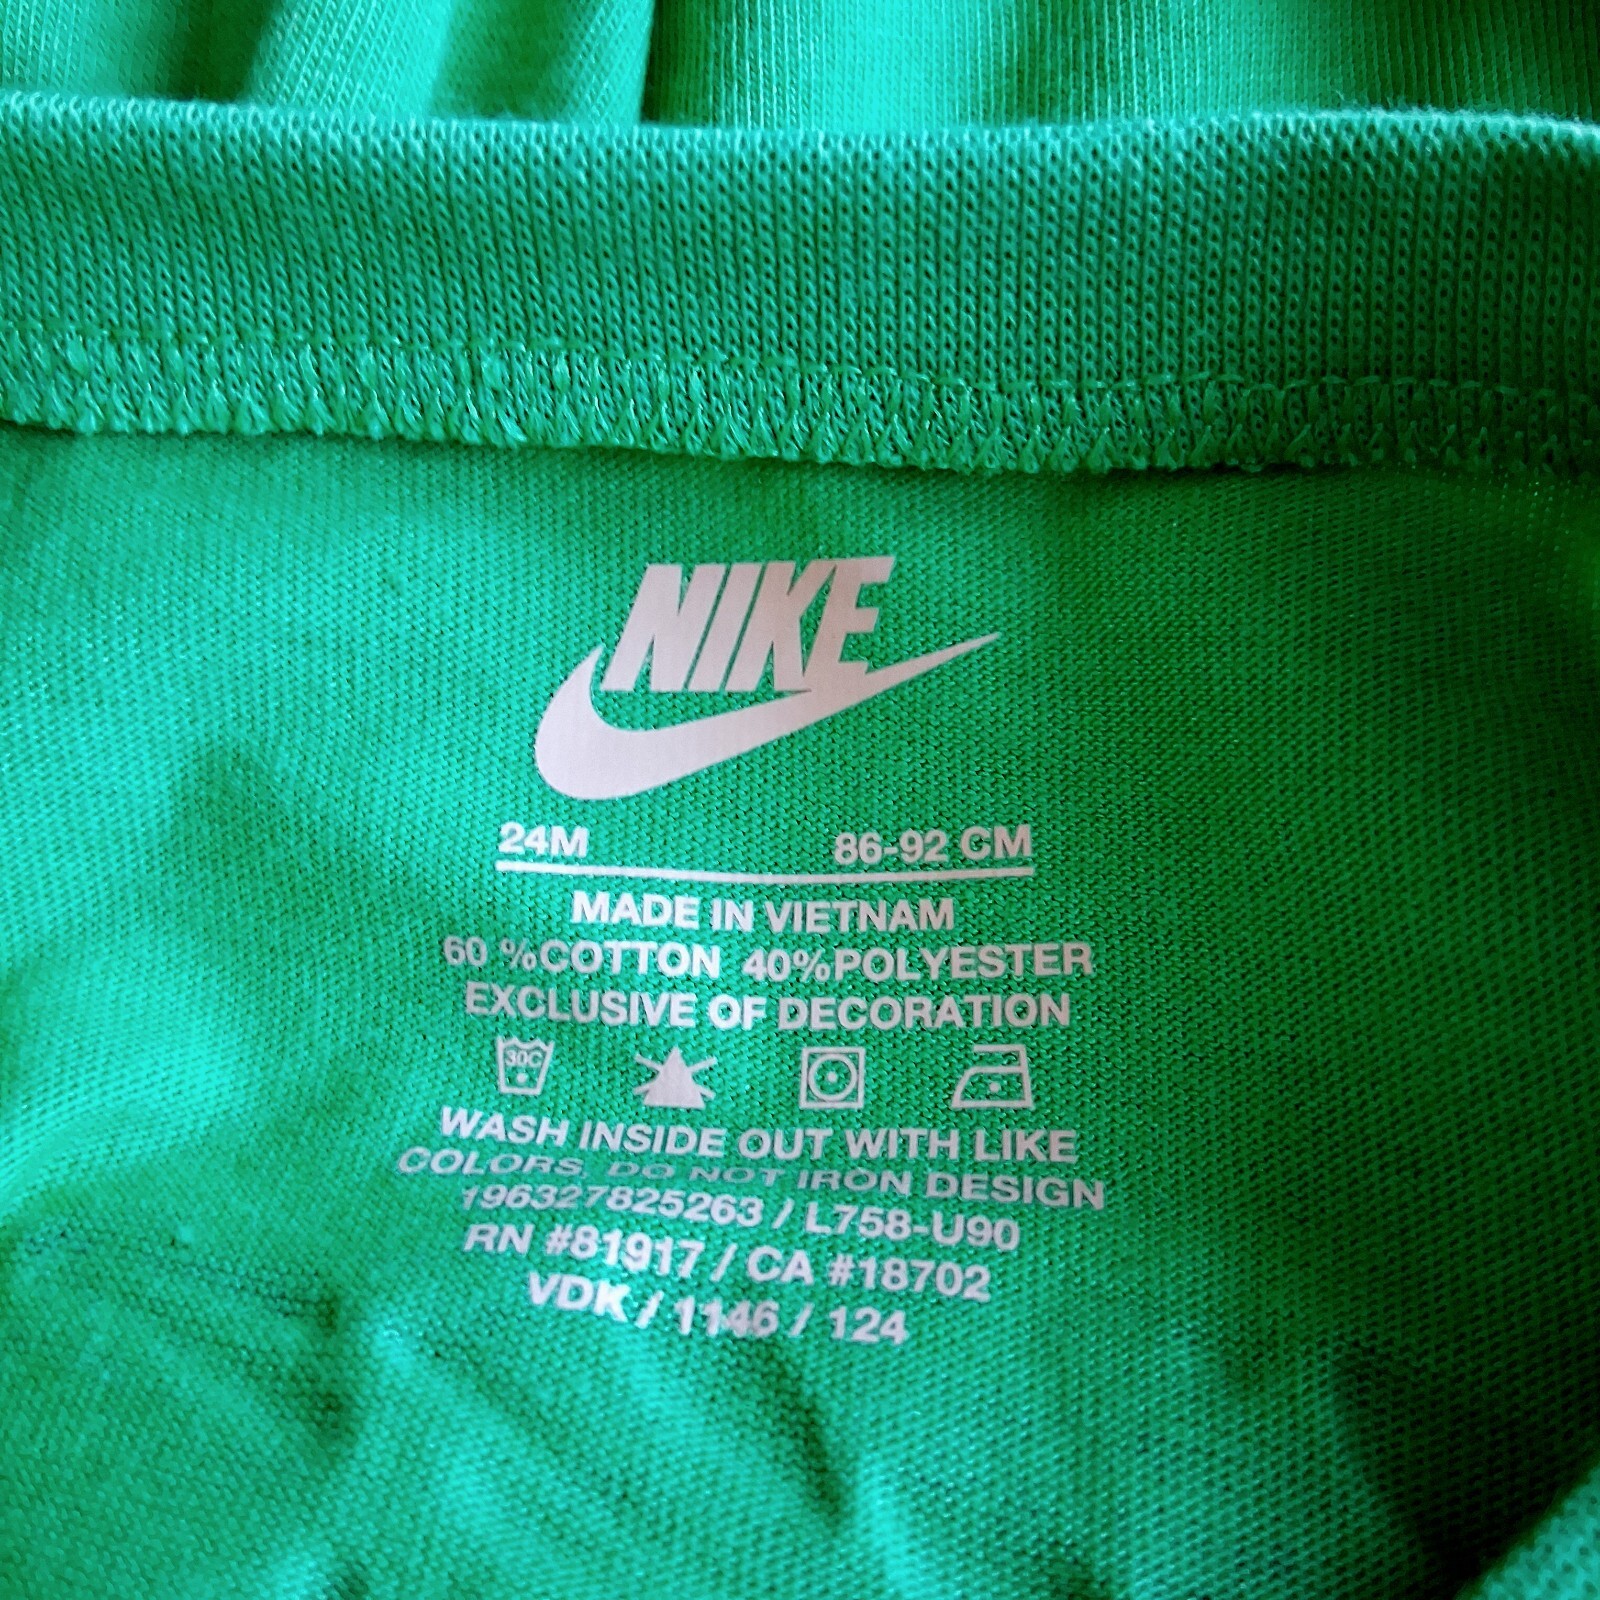 NIKE
24M 86-92 CM
MADE IN VIETNAM
60 %COTTON 40%POLYESTER
EXCLUSIVE OF DECORATION
30C
WASH INSIDE OUT WITH LIKE
COLORS, DO NOT IRON DESIGN
196327825263 / L758-U90
RN #81917 / CA #18702
VDK / 1146 / 124